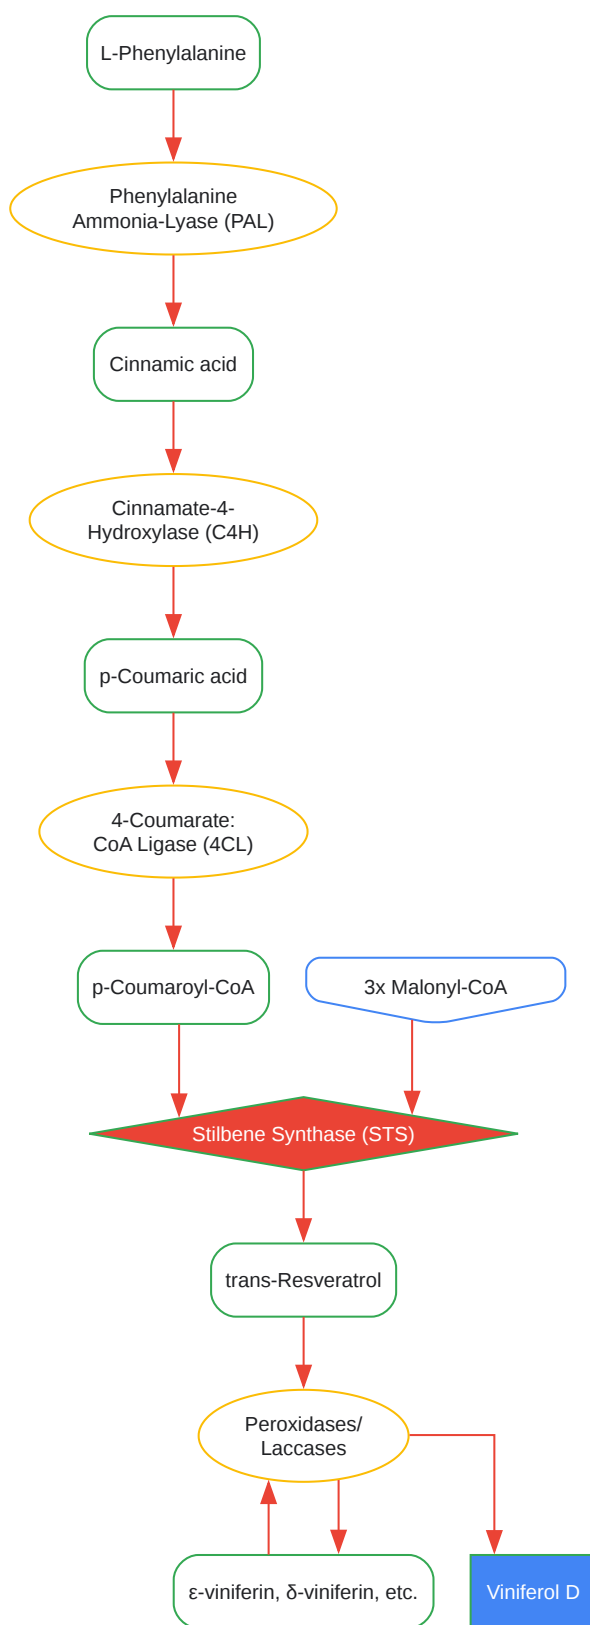 L-Phenylalanine
Phenylalanine
Ammonia-Lyase (PAL)
Cinnamic acid
Cinnamate-4-
Hydroxylase (C4H)
p-Coumaric acid
4-Coumarate:
CoA Ligase (4CL)
p-Coumaroyl-CoA
3x Malonyl-CoA
Stilbene Synthase (STS)
trans-Resveratrol
Peroxidases/
Laccases
ε-viniferin, δ-viniferin, etc.
Viniferol D